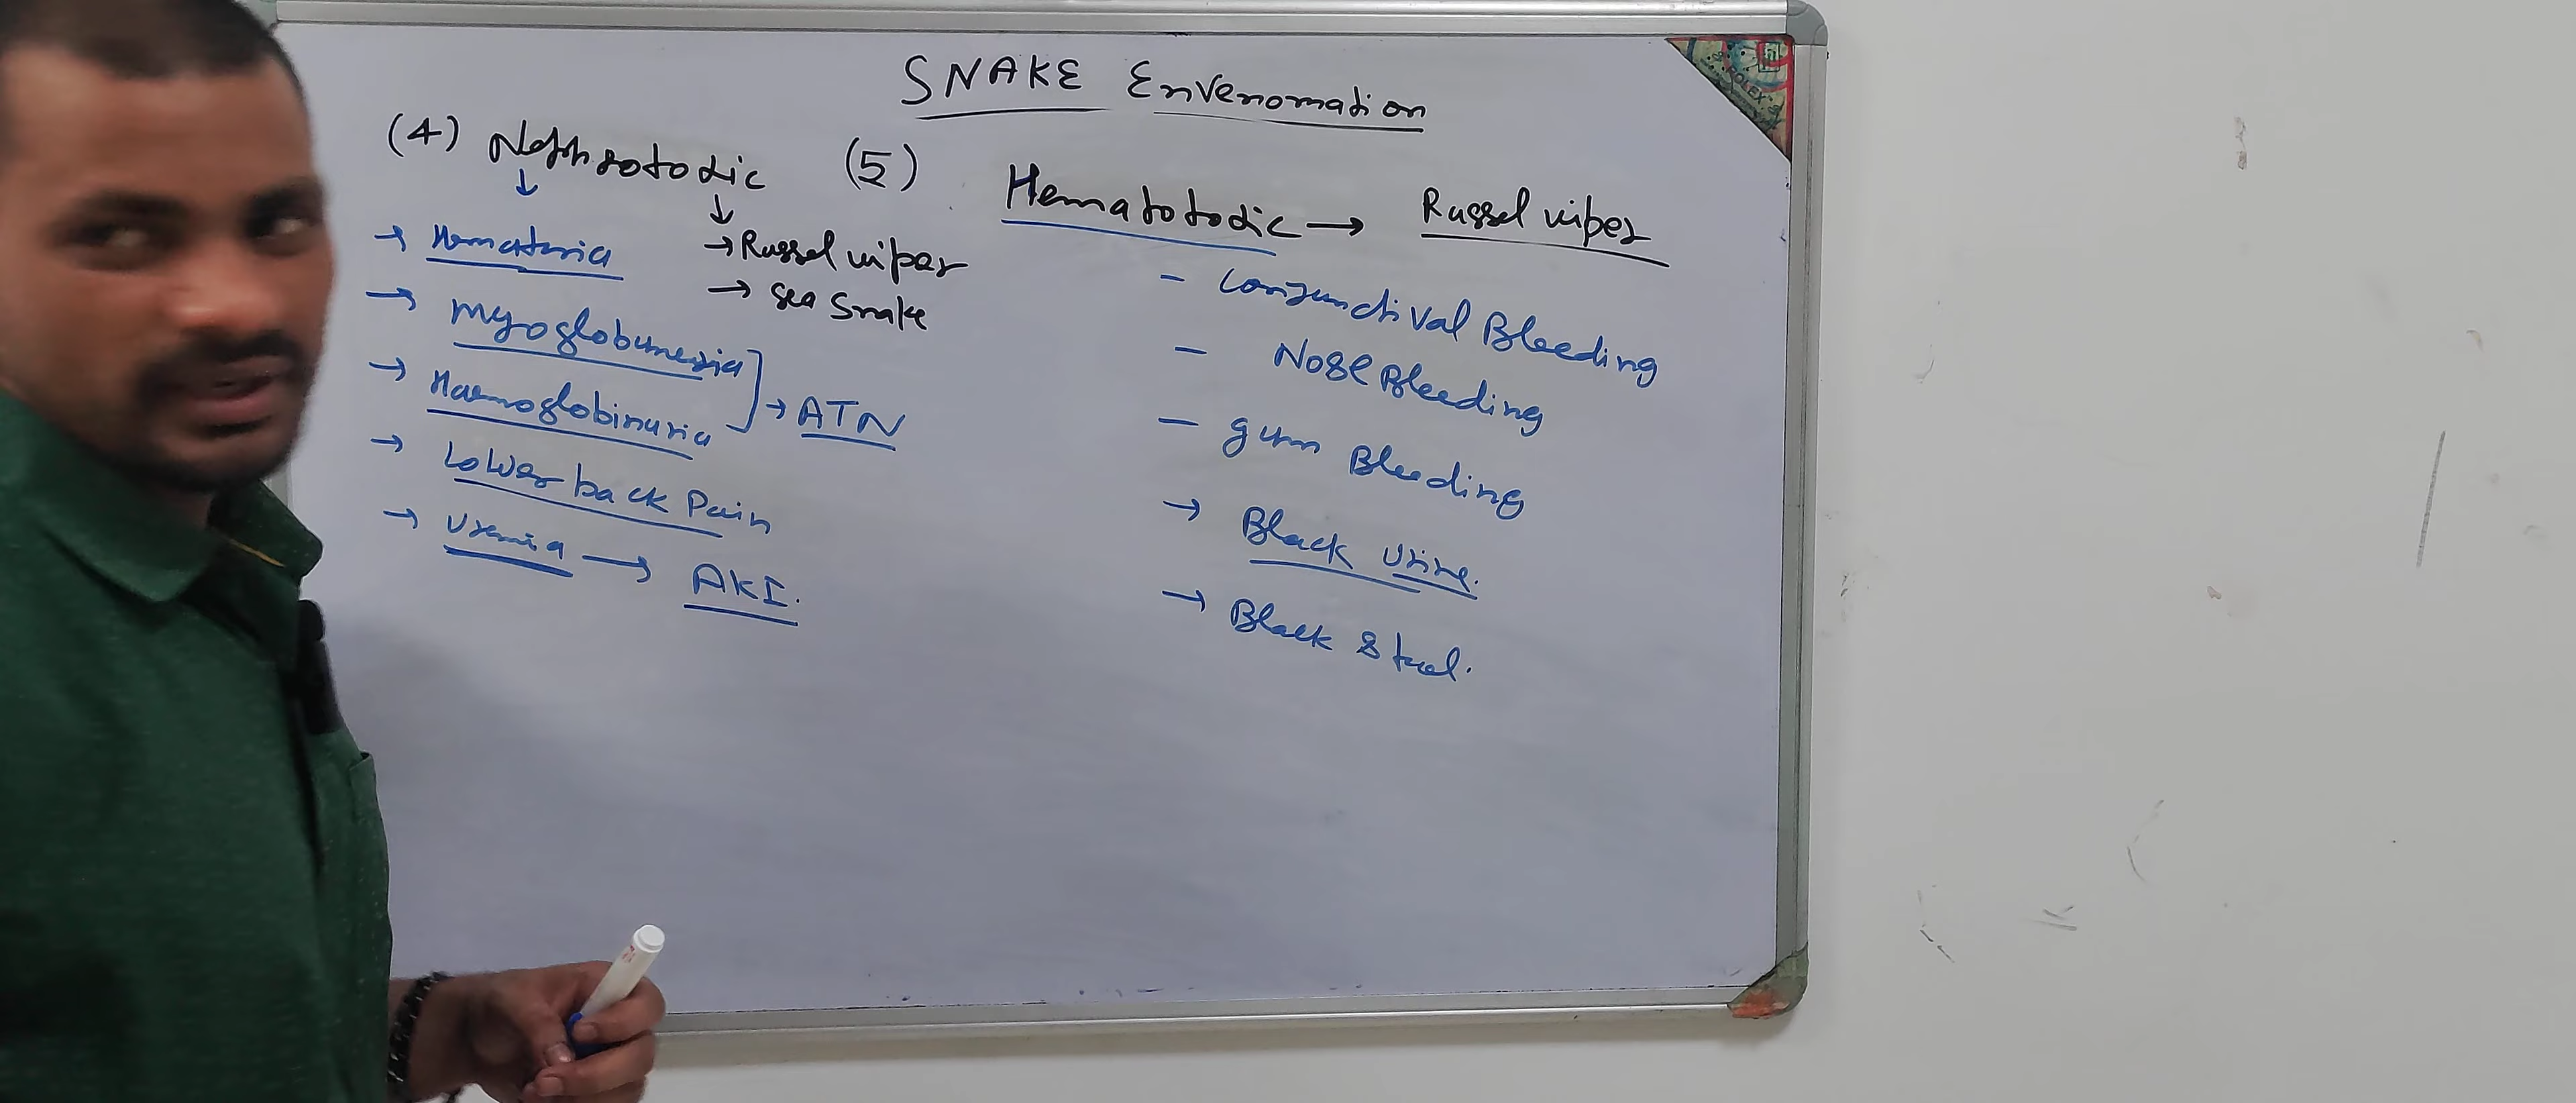 SNAKE Envenomation
(4) Nephrotoxic
→ Russel viper
→ Sea Snake
→ Hematuria
→ Myoglobinuria
→ Haemoglobinuria
→ ATN
→ Lower back Pain
→ Uremia → AKI.
(5) Hematotoxic → Russel viper
- Conjunctival Bleeding
- Nose Bleeding
- gum Bleeding
→ Black Urine.
→ Black Stool.